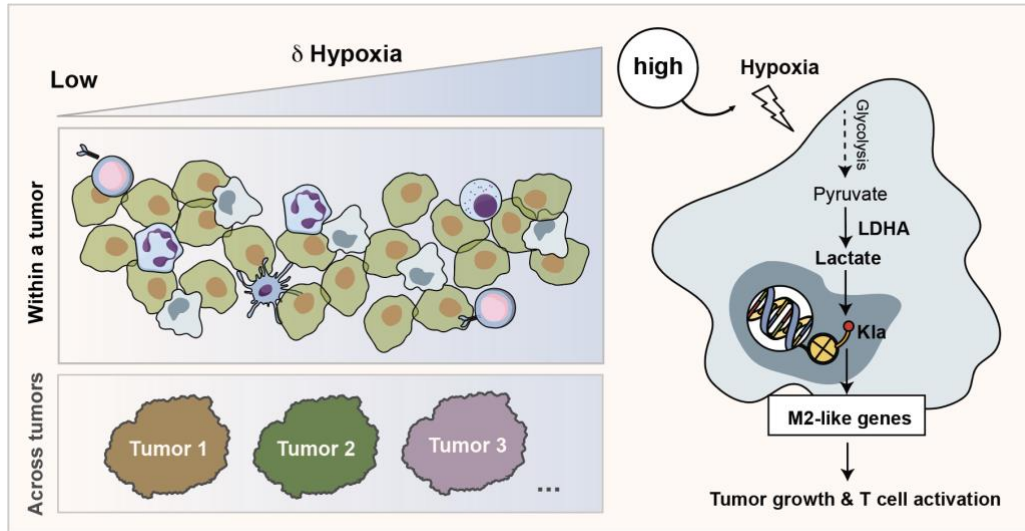 δ Hypoxia
Low
high
Within a tumor
Across tumors
Tumor 1
Tumor 2
Tumor 3
...
Hypoxia
Glycolysis
Pyruvate
LDHA
Lactate
Kla
M2-like genes
Tumor growth & T cell activation